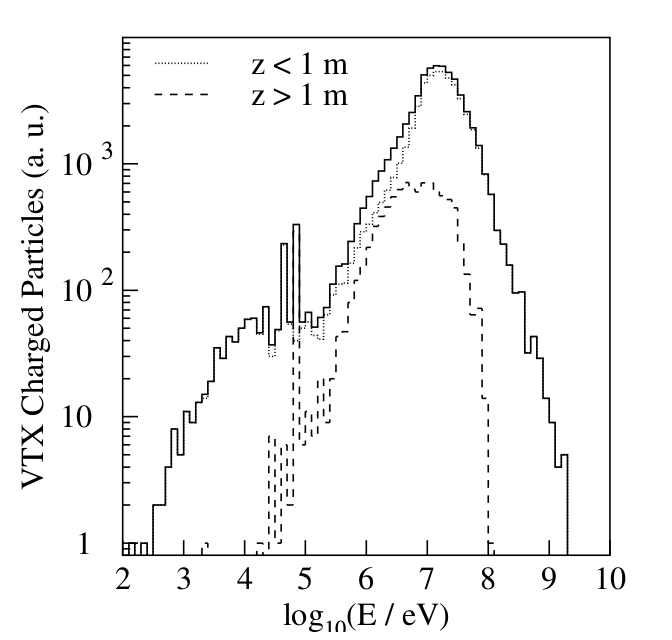 z < 1 m
z > 1 m
VTX Charged Particles (a. u.)
10³
10²
10
1
2 3 4 5 6 7 8 9 10
log₁₀(E / eV)